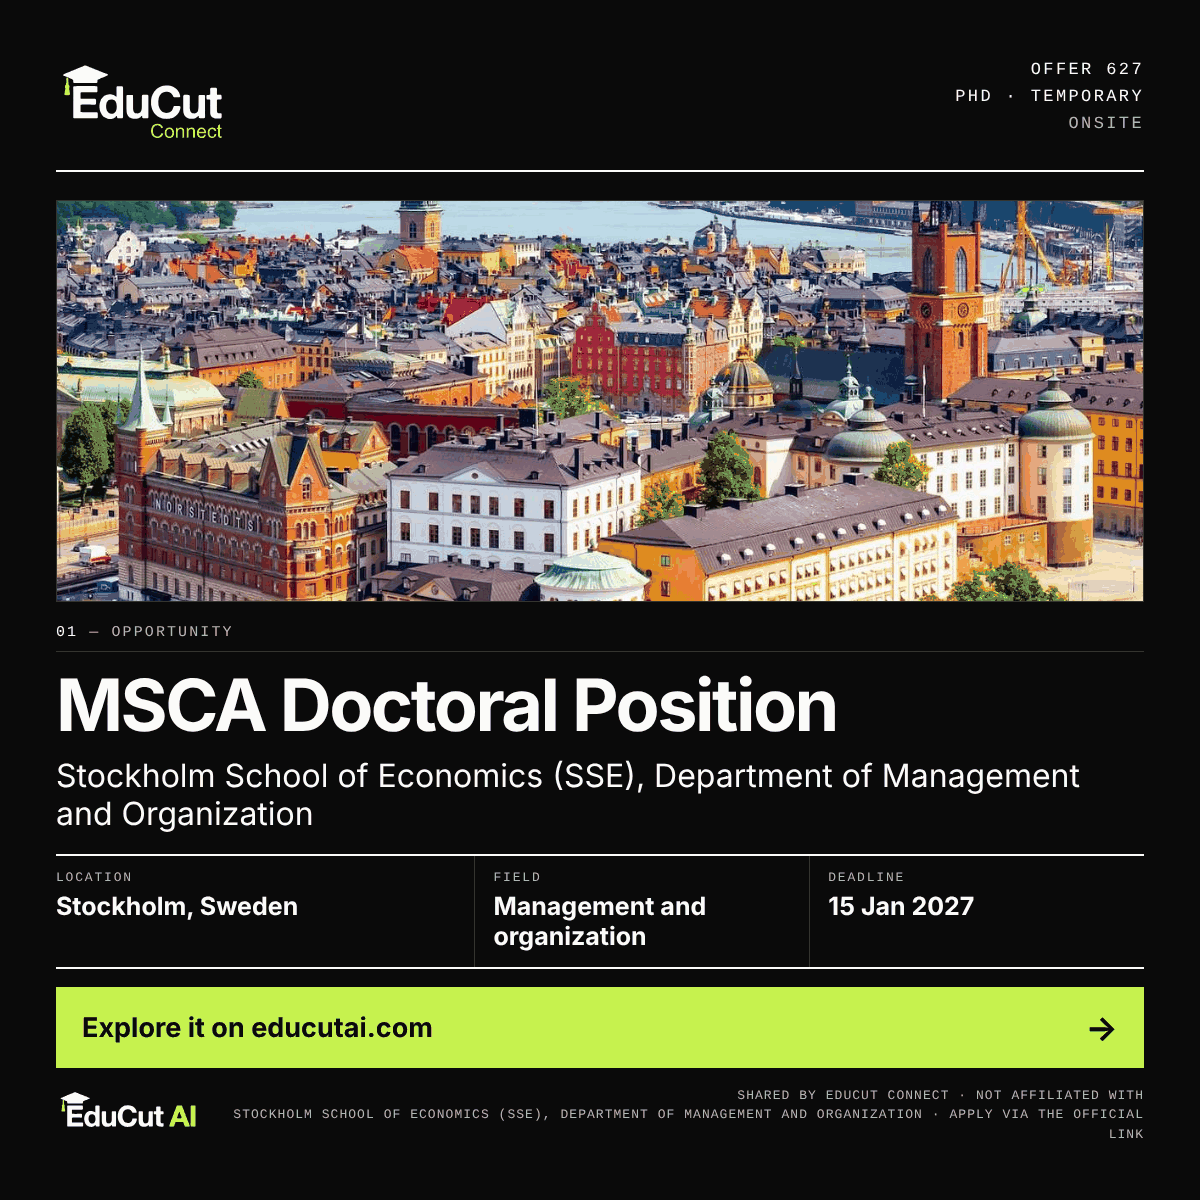 EduCut
Connect
OFFER 627
PHD · TEMPORARY
ONSITE
NORSTEDTS
01 — OPPORTUNITY
MSCA Doctoral Position
Stockholm School of Economics (SSE), Department of Management
and Organization
LOCATION
Stockholm, Sweden
FIELD
Management and
organization
DEADLINE
15 Jan 2027
Explore it on educutai.com →
EduCut AI
SHARED BY EDUCUT CONNECT · NOT AFFILIATED WITH
STOCKHOLM SCHOOL OF ECONOMICS (SSE), DEPARTMENT OF MANAGEMENT AND ORGANIZATION · APPLY VIA THE OFFICIAL
LINK